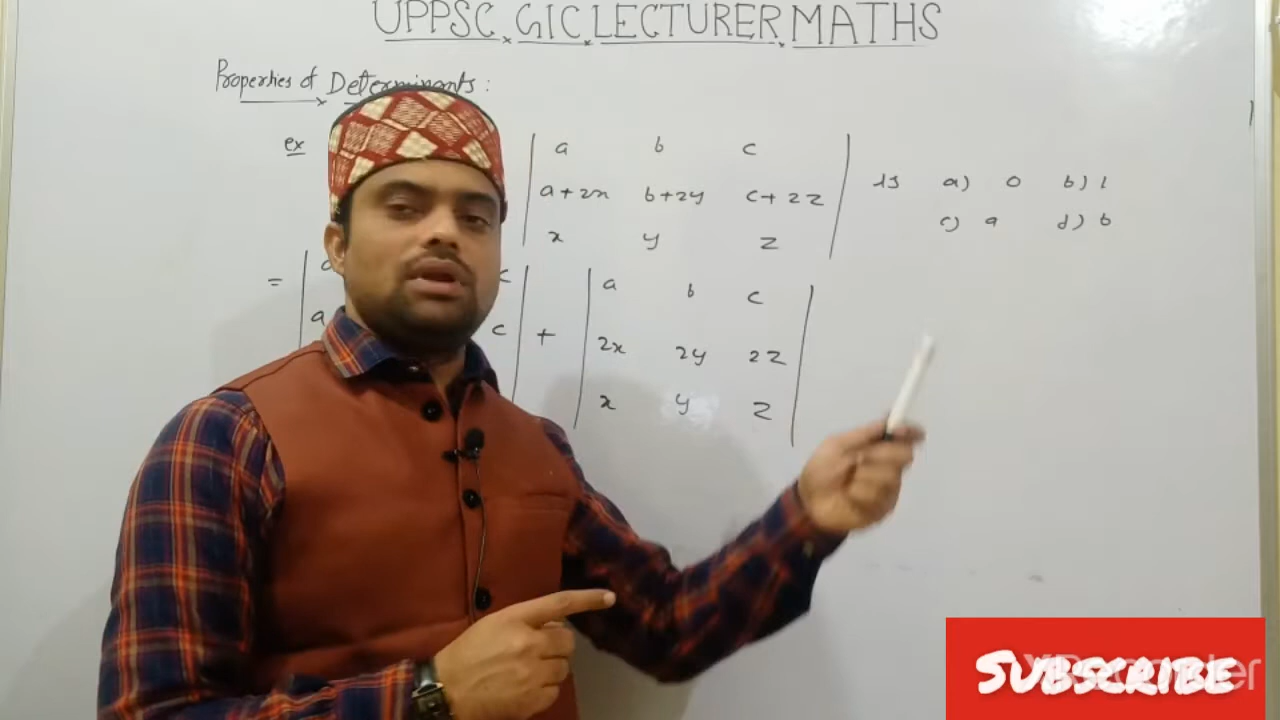 UPPSC GIC LECTURER MATHS
Properties of Determinants :
ex
a b c
a+2x b+2y c+2z is a) 0 b) 1
x y z c) a d) b
= a c + a b c
a c 2x 2y 2z
x y z
SUBSCRIBE